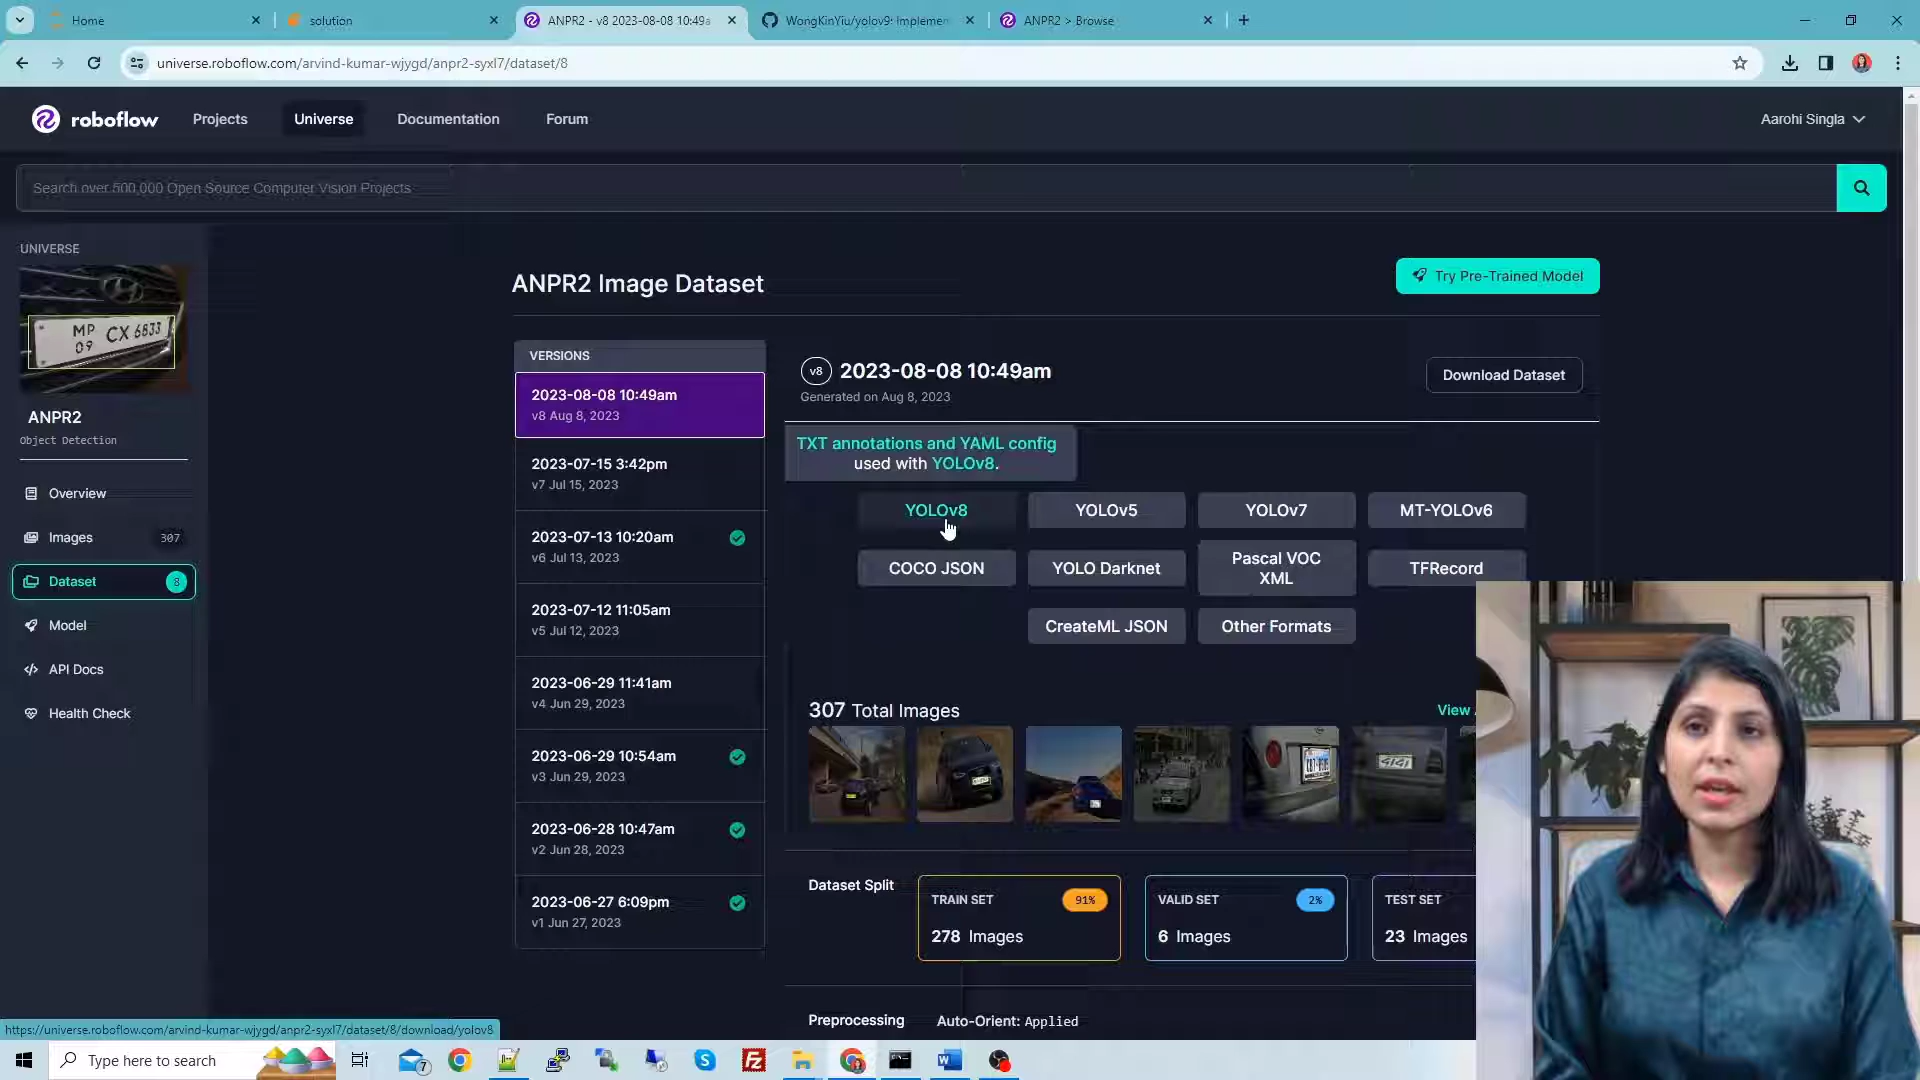 Home
solution
ANPR2 - v8 2023-08-08 10:49a
WongKinYiu/yolov9: Implemen
ANPR2 > Browse
universe.roboflow.com/arvind-kumar-wjygd/anpr2-syxl7/dataset/8
roboflow
Projects
Universe
Documentation
Forum
Aarohi Singla
Search over 500,000 Open Source Computer Vision Projects
UNIVERSE
MP
09 CX 6833
ANPR2
Object Detection
Overview
Images 307
Dataset 8
Model
API Docs
Health Check
ANPR2 Image Dataset
Try Pre-Trained Model
VERSIONS
2023-08-08 10:49am
v8 Aug 8, 2023
2023-07-15 3:42pm
v7 Jul 15, 2023
2023-07-13 10:20am
v6 Jul 13, 2023
2023-07-12 11:05am
v5 Jul 12, 2023
2023-06-29 11:41am
v4 Jun 29, 2023
2023-06-29 10:54am
v3 Jun 29, 2023
2023-06-28 10:47am
v2 Jun 28, 2023
2023-06-27 6:09pm
v1 Jun 27, 2023
v8 2023-08-08 10:49am
Generated on Aug 8, 2023
Download Dataset
TXT annotations and YAML config
used with YOLOv8.
YOLOv8
YOLOv5
YOLOv7
MT-YOLOv6
COCO JSON
YOLO Darknet
Pascal VOC
XML
TFRecord
CreateML JSON
Other Formats
307 Total Images
View
Dataset Split
TRAIN SET 91%
278 Images
VALID SET 2%
6 Images
TEST SET
23 Images
Preprocessing
Auto-Orient: Applied
https://universe.roboflow.com/arvind-kumar-wjygd/anpr2-syxl7/dataset/8/download/yolov8
Type here to search
7